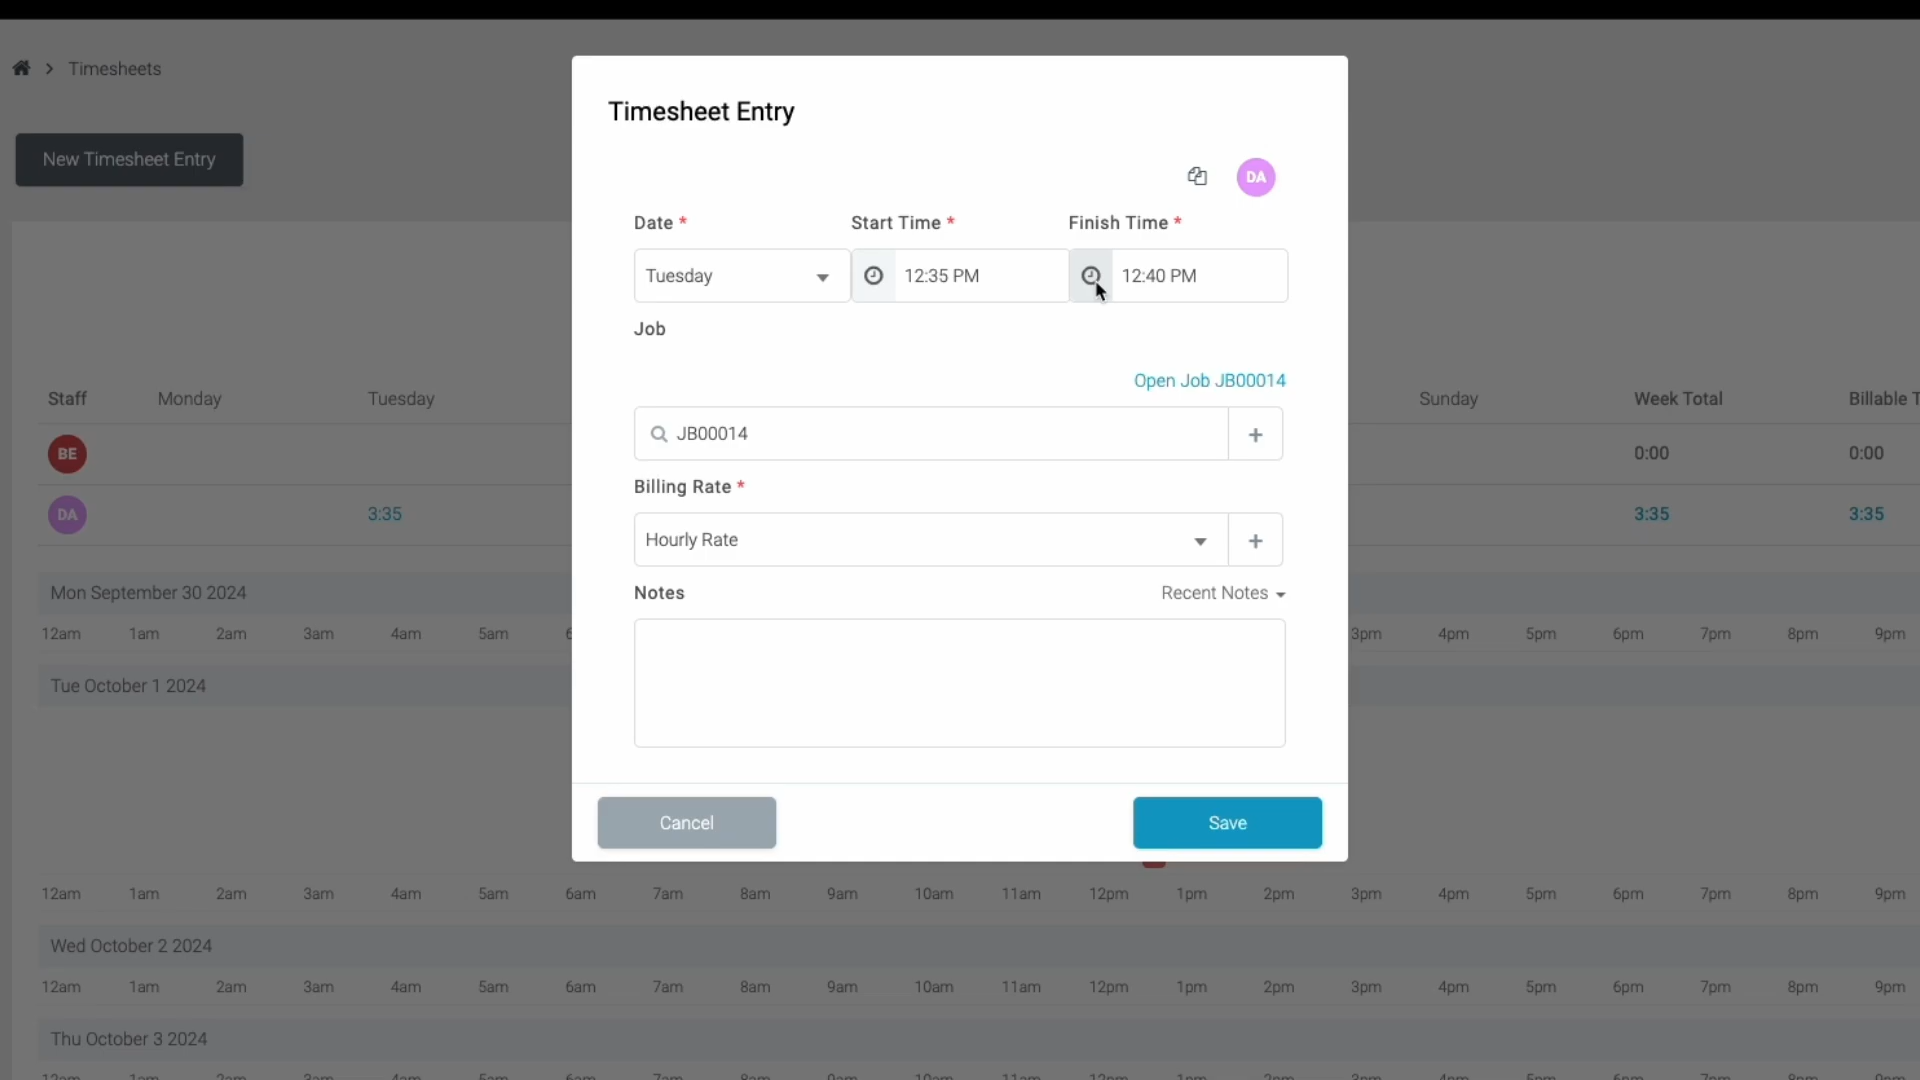 Timesheets
New Timesheet Entry
Timesheet Entry
DA
Date * Start Time * Finish Time *
Tuesday 12:35 PM 12:40 PM
Job
Open Job JB00014
JB00014 +
Billing Rate *
Hourly Rate +
Notes Recent Notes
Cancel Save
Staff Monday Tuesday Sunday Week Total Billable T
BE 0:00 0:00
DA 3:35 3:35 3:35
Mon September 30 2024
12am 1am 2am 3am 4am 5am 3pm 4pm 5pm 6pm 7pm 8pm 9pm
Tue October 1 2024
12am 1am 2am 3am 4am 5am 6am 7am 8am 9am 10am 11am 12pm 1pm 2pm 3pm 4pm 5pm 6pm 7pm 8pm 9pm
Wed October 2 2024
12am 1am 2am 3am 4am 5am 6am 7am 8am 9am 10am 11am 12pm 1pm 2pm 3pm 4pm 5pm 6pm 7pm 8pm 9pm
Thu October 3 2024